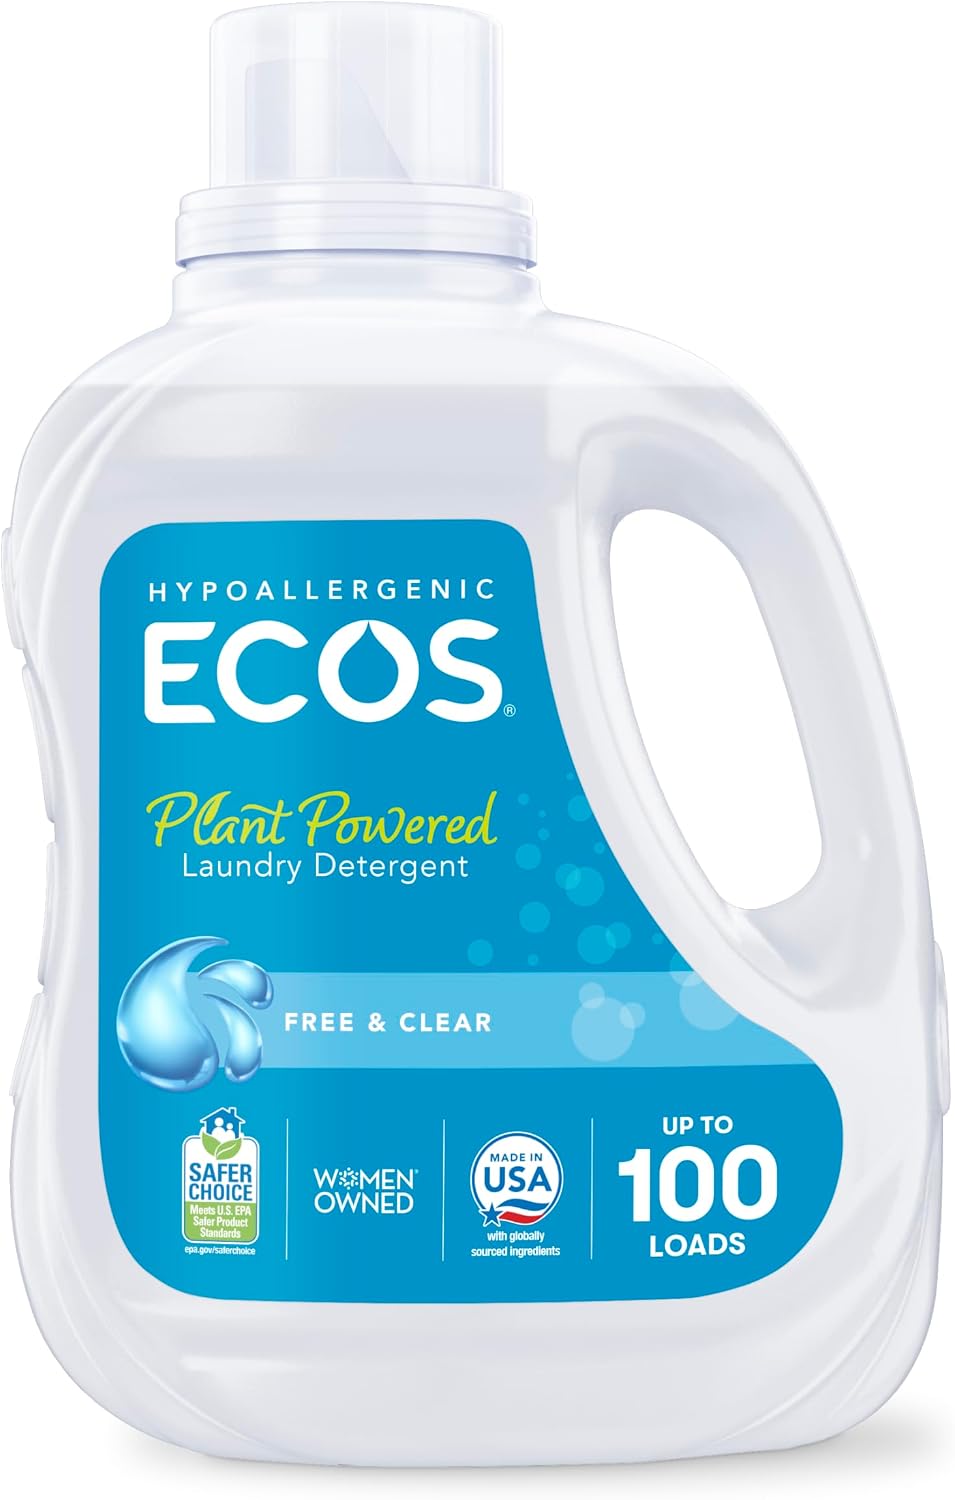 HYPOALLERGENIC
ECOS®
Plant Powered
Laundry Detergent
FREE & CLEAR
SAFER
CHOICE
Meets U.S. EPA
Safer Product
Standards
epa.gov/saferchoice
WOMEN
OWNED
MADE IN
USA
with globally
sourced ingredients
UP TO
100
LOADS